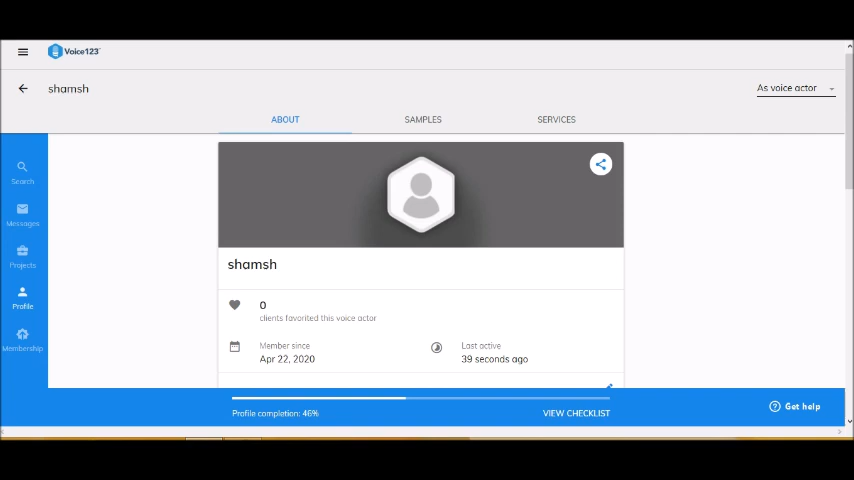 Voice123
shamsh
As voice actor
ABOUT
SAMPLES
SERVICES
Search
Messages
Projects
Profile
Membership
shamsh
0
clients favorited this voice actor
Member since
Apr 22, 2020
Last active
39 seconds ago
Profile completion: 46%
VIEW CHECKLIST
Get help